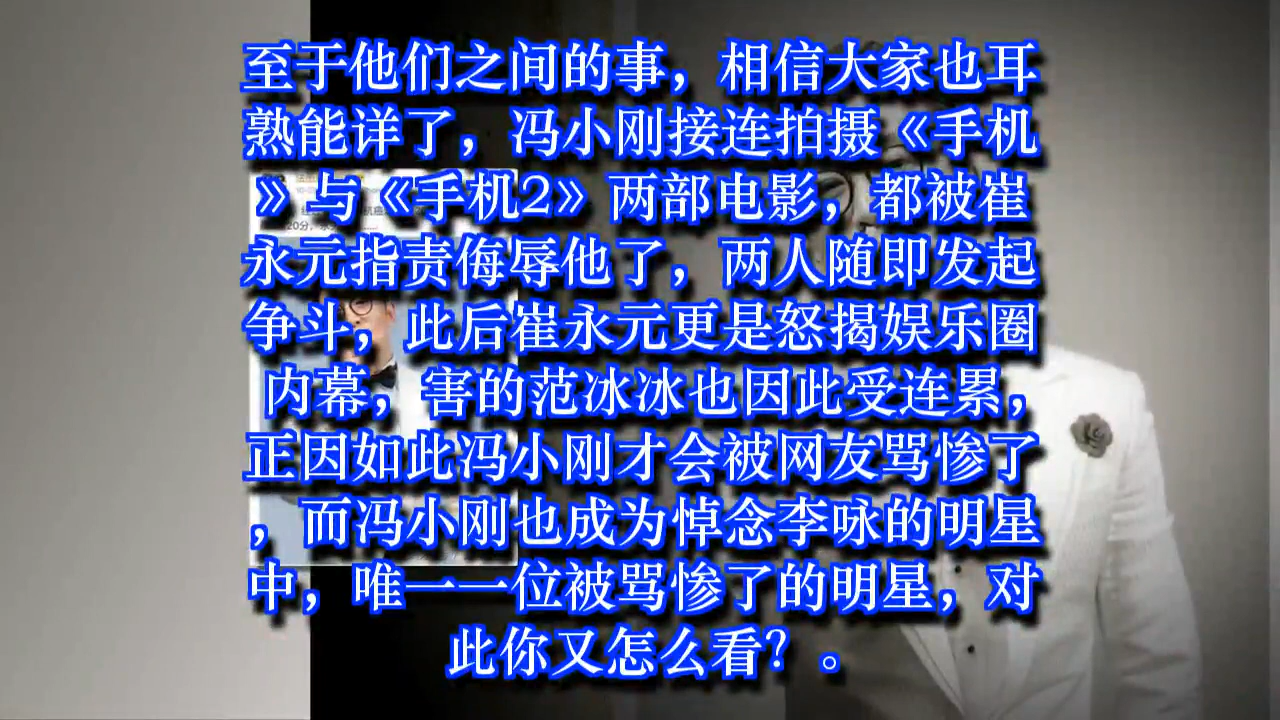 至于他们之间的事，相信大家也耳
熟能详了，冯小刚接连拍摄《手机
》与《手机2》两部电影，都被崔
永元指责侮辱他了，两人随即发起
争斗，此后崔永元更是怒揭娱乐圈
内幕，害的范冰冰也因此受连累，
正因如此冯小刚才会被网友骂惨了
，而冯小刚也成为悼念李咏的明星
中，唯一一位被骂惨了的明星，对
此你又怎么看？。